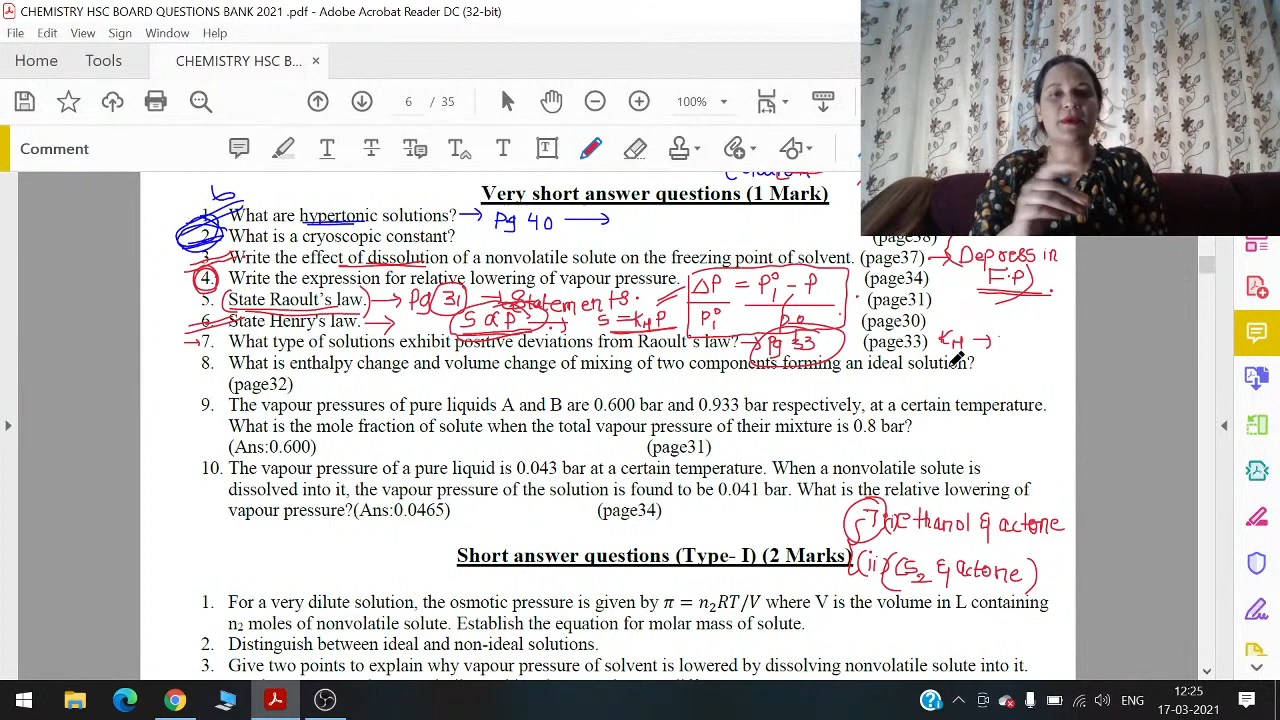 CHEMISTRY HSC BOARD QUESTIONS BANK 2021 .pdf - Adobe Acrobat Reader DC (32-bit)
File Edit View Sign Window Help
Home Tools CHEMISTRY HSC B... ×
6 / 35 100%
Comment
6
Very short answer questions (1 Mark)
1. What are hypertonic solutions? → Pg 40 →
2. What is a cryoscopic constant? (page38)
3. Write the effect of dissolution of a nonvolatile solute on the freezing point of solvent. (page37) → Depress in F.P)
4. Write the expression for relative lowering of vapour pressure. (page34)
ΔP = P₁⁰ - P
P₁⁰
5. State Raoult's law. → Pg 31 → Statements. (page31)
6. State Henry's law. → S ∝ P S = K_H P (page30)
7. What type of solutions exhibit positive deviations from Raoult's law? → Pg 33 (page33) K_H →
8. What is enthalpy change and volume change of mixing of two components forming an ideal solution?
(page32)
9. The vapour pressures of pure liquids A and B are 0.600 bar and 0.933 bar respectively, at a certain temperature.
What is the mole fraction of solute when the total vapour pressure of their mixture is 0.8 bar?
(Ans:0.600) (page31)
10. The vapour pressure of a pure liquid is 0.043 bar at a certain temperature. When a nonvolatile solute is
dissolved into it, the vapour pressure of the solution is found to be 0.041 bar. What is the relative lowering of
vapour pressure?(Ans:0.0465) (page34)
7 (i) Ethanol & actone
(ii) (CS₂ & actone)
Short answer questions (Type- I) (2 Marks)
1. For a very dilute solution, the osmotic pressure is given by π = n₂RT/V where V is the volume in L containing
n₂ moles of nonvolatile solute. Establish the equation for molar mass of solute.
2. Distinguish between ideal and non-ideal solutions.
3. Give two points to explain why vapour pressure of solvent is lowered by dissolving nonvolatile solute into it.
ENG 12:25
17-03-2021